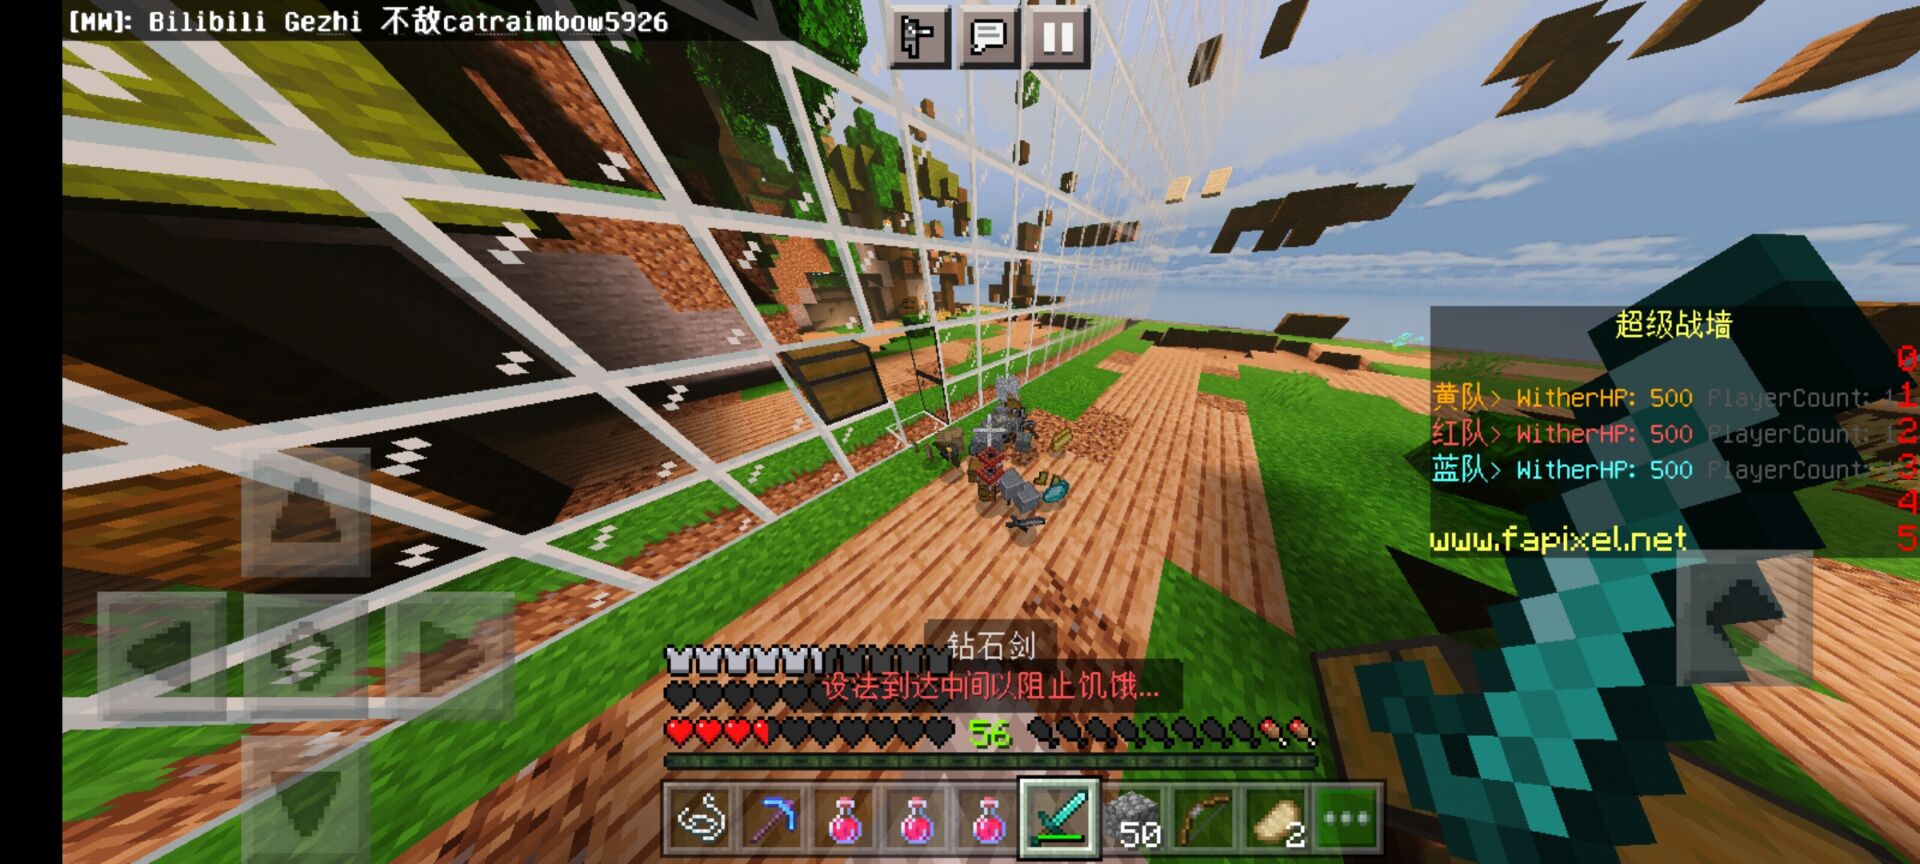 [MW]: Bilibili Gezhi 不敌catraimbow5926
超级战墙
0
黄队> WitherHP: 500 PlayerCount: 1
1
红队> WitherHP: 500 PlayerCount: 1
2
蓝队> WitherHP: 500 PlayerCount:
3
4
www.fapixel.net
5
钻石剑
设法到达中间以阻止饥饿...
56
50
2